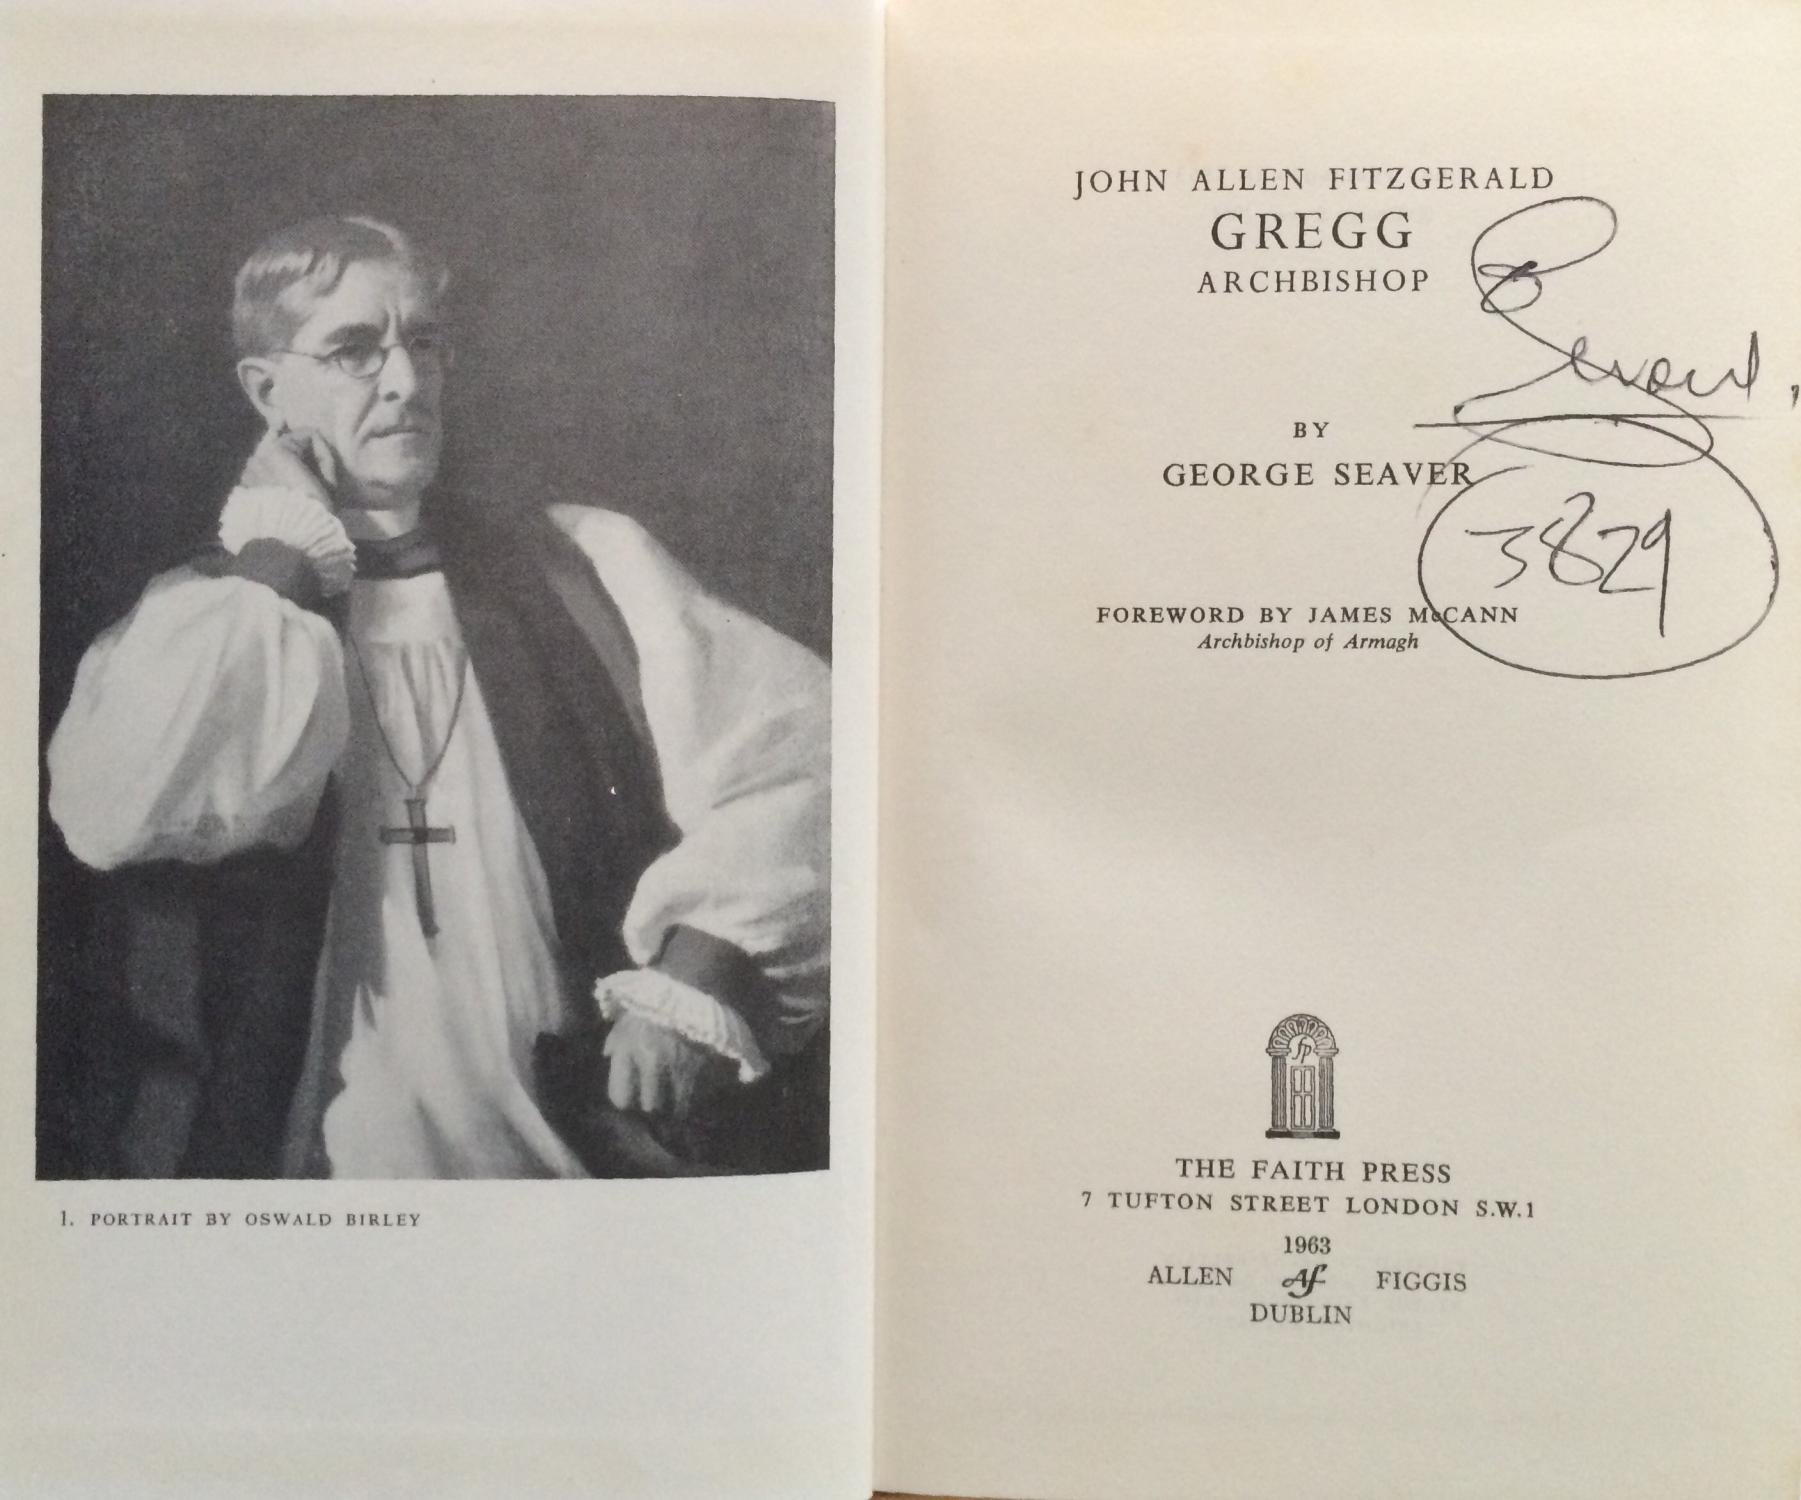 1. PORTRAIT BY OSWALD BIRLEY
JOHN ALLEN FITZGERALD
GREGG
ARCHBISHOP
BY
GEORGE SEAVER
3829
FOREWORD BY JAMES McCANN
Archbishop of Armagh
fp
THE FAITH PRESS
7 TUFTON STREET LONDON S.W.1
1963
ALLEN Af FIGGIS
DUBLIN